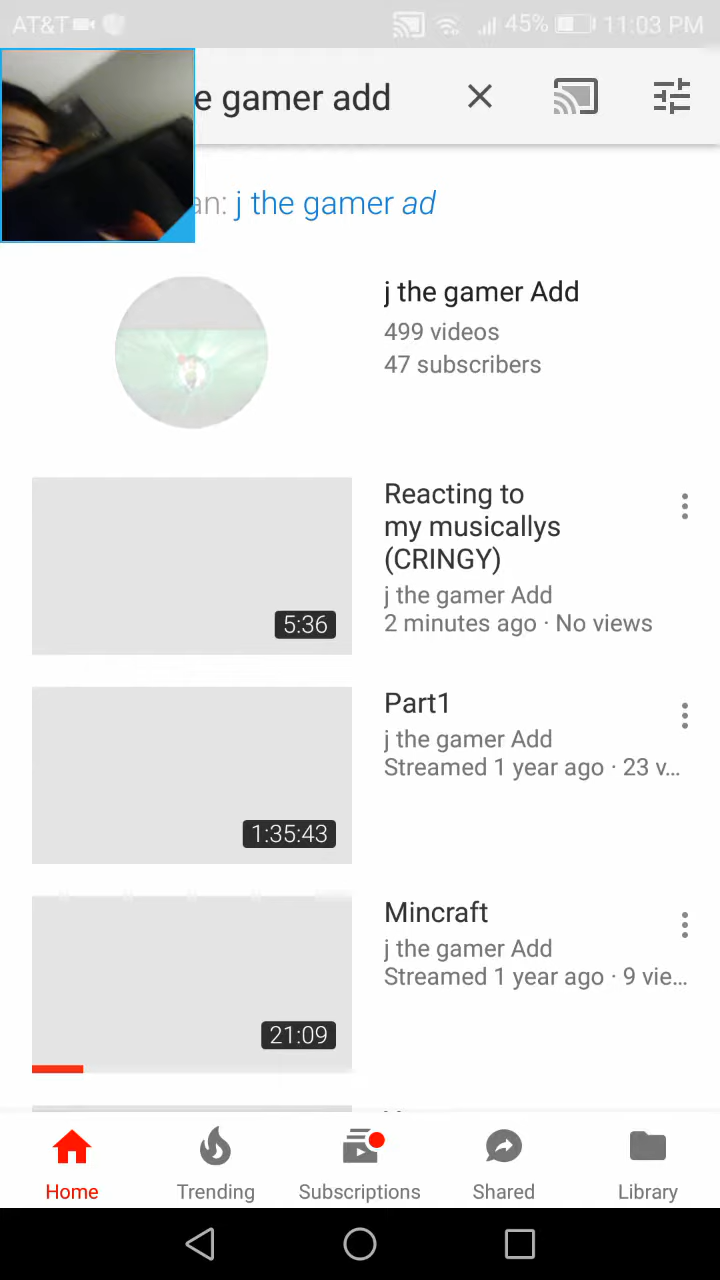 AT&T 45% 11:03 PM
e gamer add
an: j the gamer ad
j the gamer Add
499 videos
47 subscribers
Reacting to
my musicallys
(CRINGY)
j the gamer Add
2 minutes ago · No views
5:36
Part1
j the gamer Add
Streamed 1 year ago · 23 v...
1:35:43
Mincraft
j the gamer Add
Streamed 1 year ago · 9 vie...
21:09
Home Trending Subscriptions Shared Library